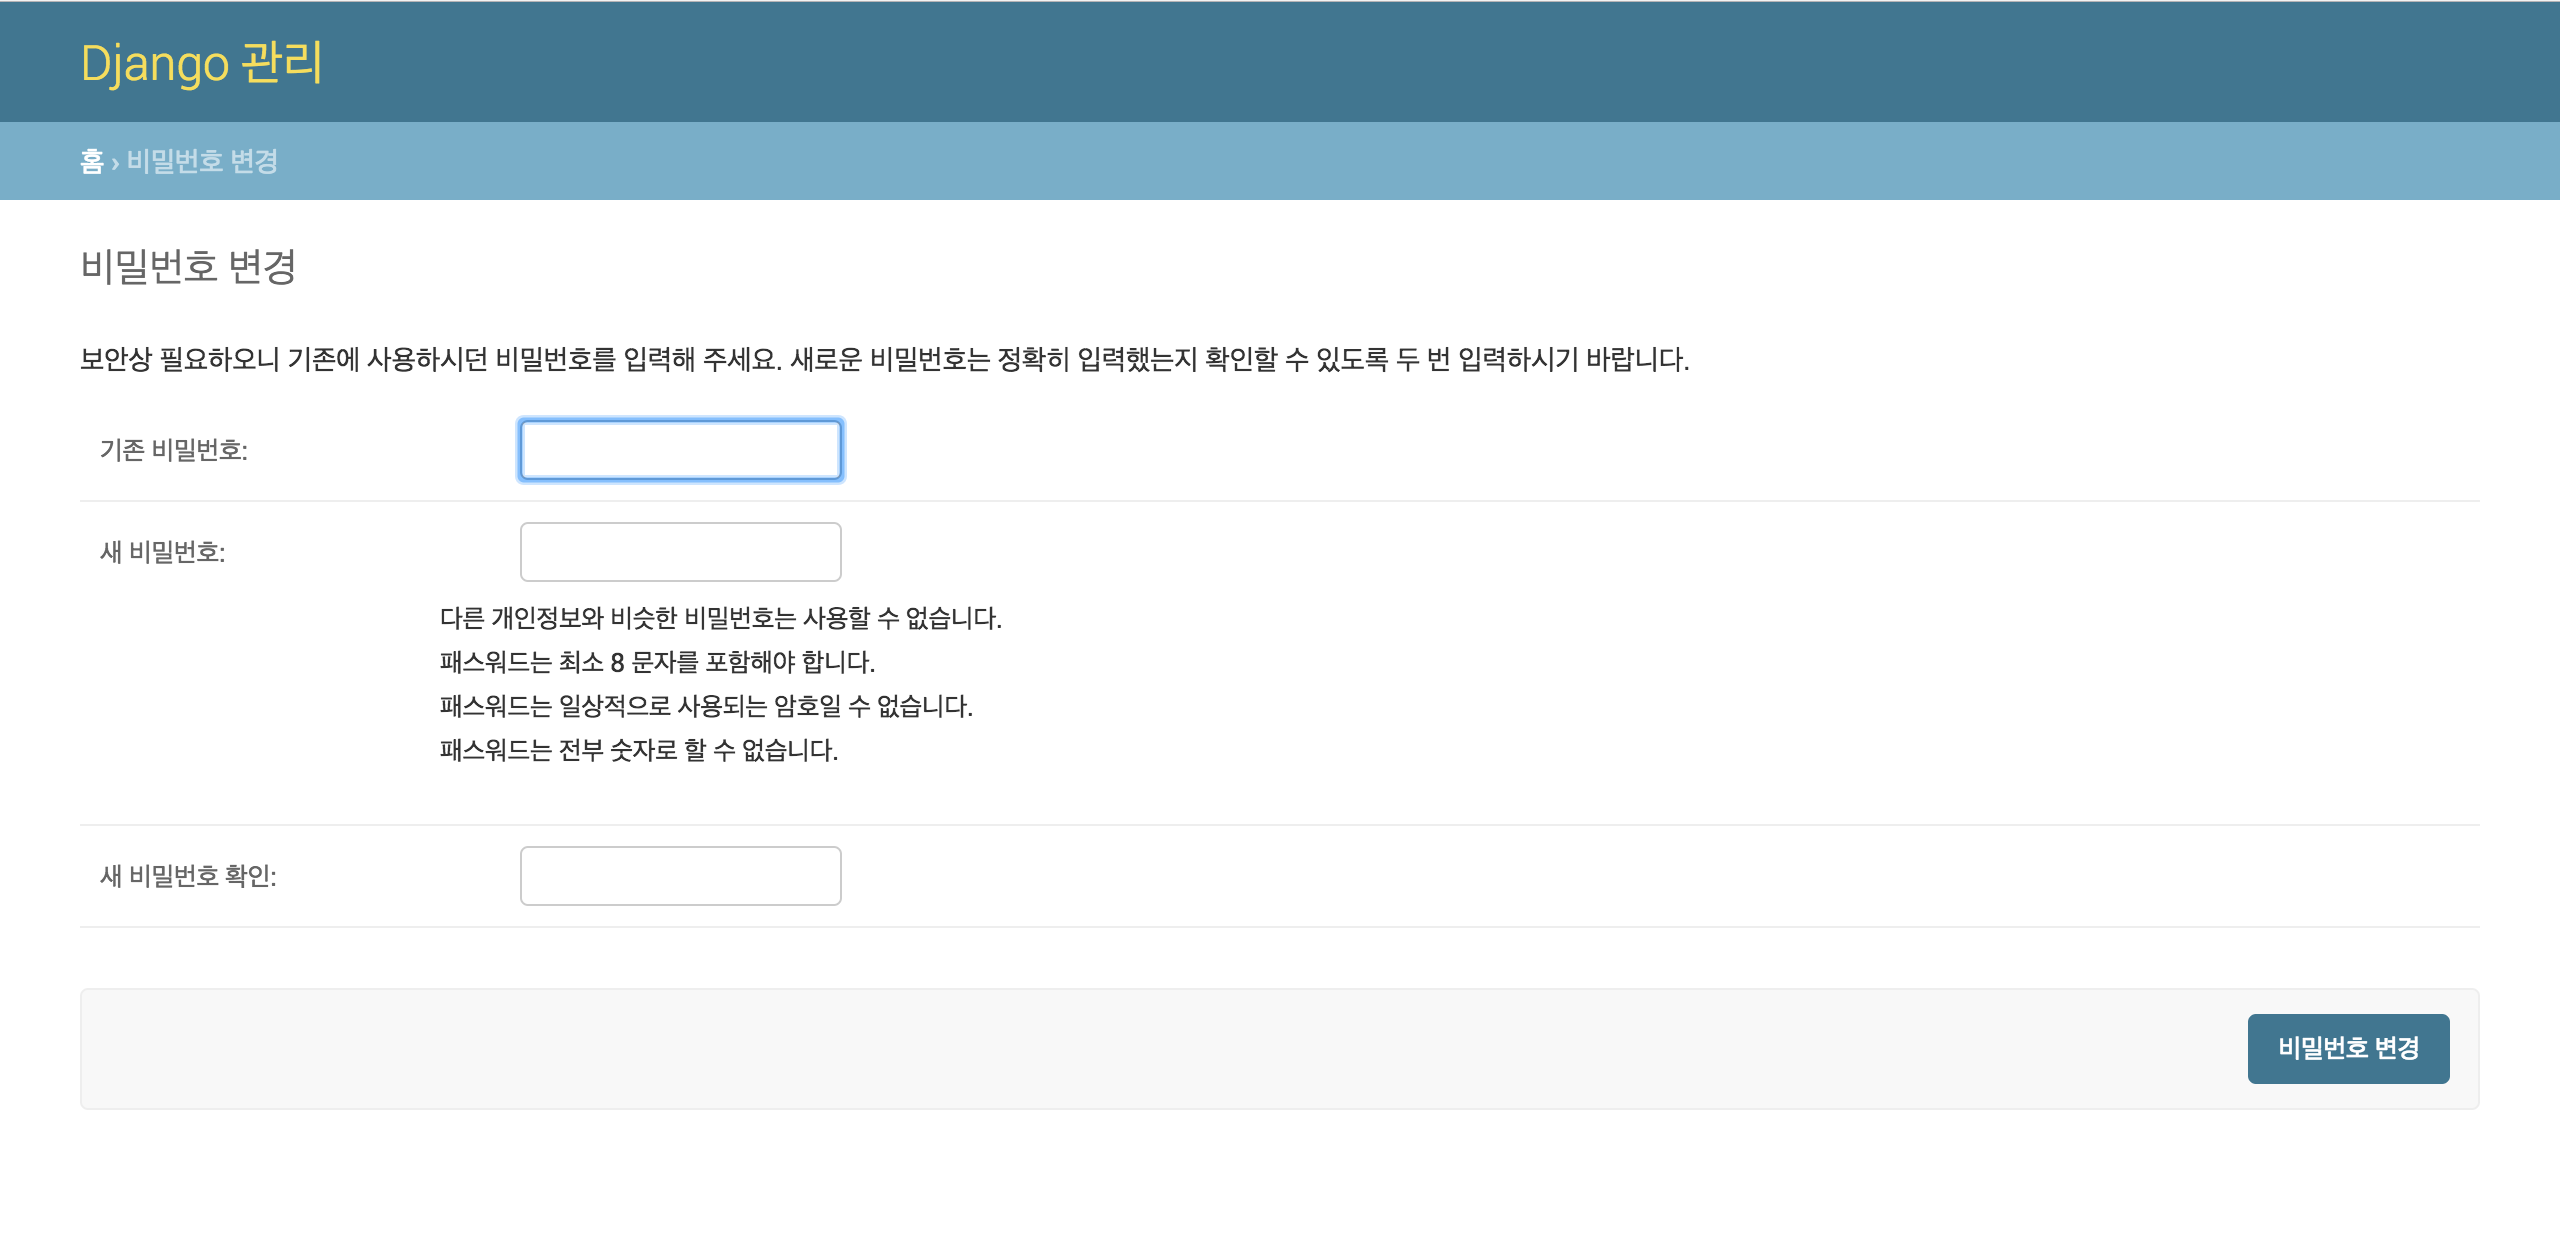 Django 관리
홈 › 비밀번호 변경
비밀번호 변경
보안상 필요하오니 기존에 사용하시던 비밀번호를 입력해 주세요. 새로운 비밀번호는 정확히 입력했는지 확인할 수 있도록 두 번 입력하시기 바랍니다.
기존 비밀번호:
새 비밀번호:
다른 개인정보와 비슷한 비밀번호는 사용할 수 없습니다.
패스워드는 최소 8 문자를 포함해야 합니다.
패스워드는 일상적으로 사용되는 암호일 수 없습니다.
패스워드는 전부 숫자로 할 수 없습니다.
새 비밀번호 확인:
비밀번호 변경